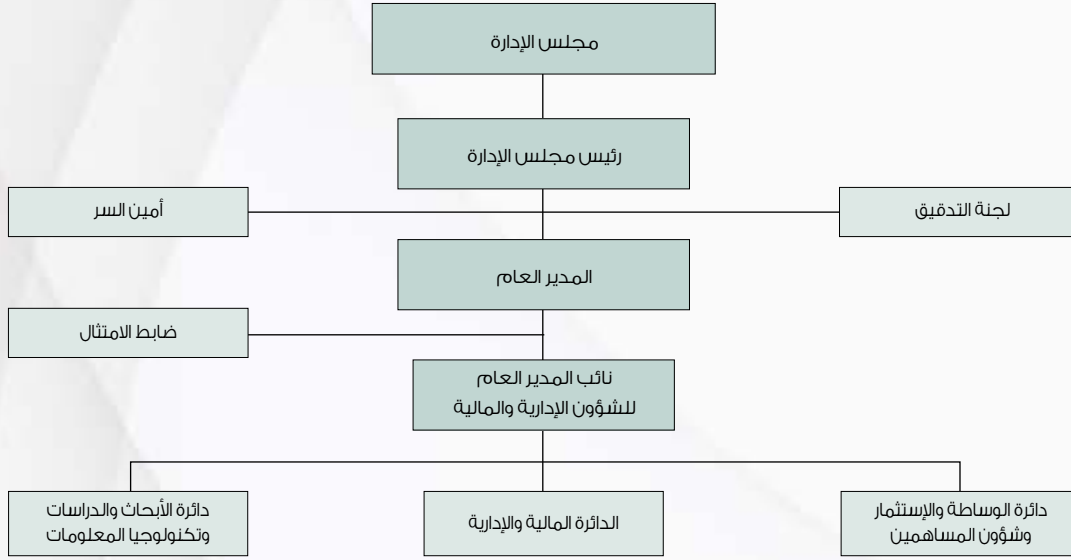 مجلس الإدارة
رئيس مجلس الإدارة
لجنة التدقيق
أمين السر
المدير العام
ضابط الامتثال
نائب المدير العام
للشؤون الإدارية والمالية
دائرة الوساطة والإستثمار
وشؤون المساهمين
الدائرة المالية والإدارية
دائرة الأبحاث والدراسات
وتكنولوجيا المعلومات